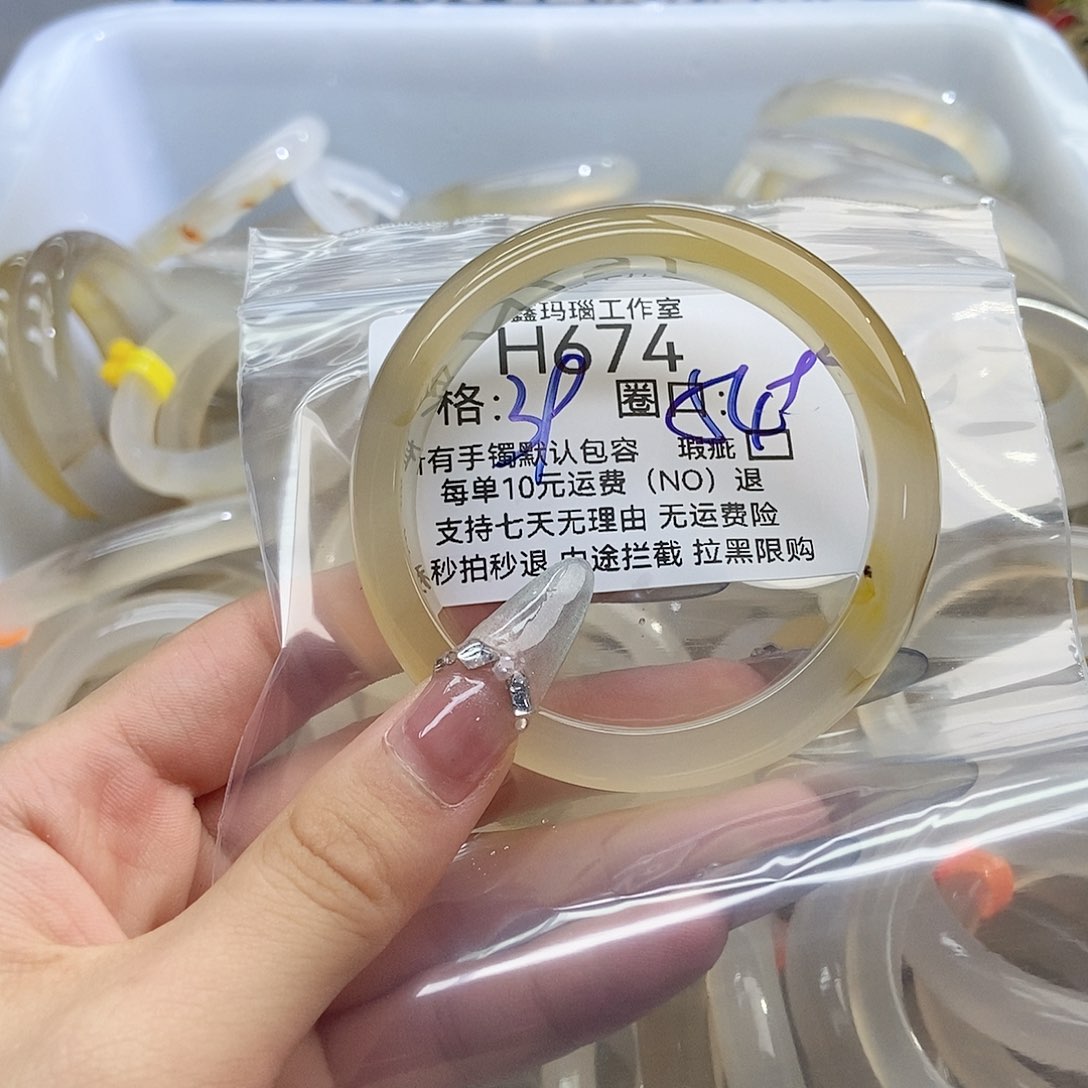 鑫玛瑙工作室
H674
格: 圈口:
有手镯默认包容 瑕疵
每单10元运费（NO）退
支持七天无理由 无运费险
秒拍秒退 中途拦截 拉黑限购